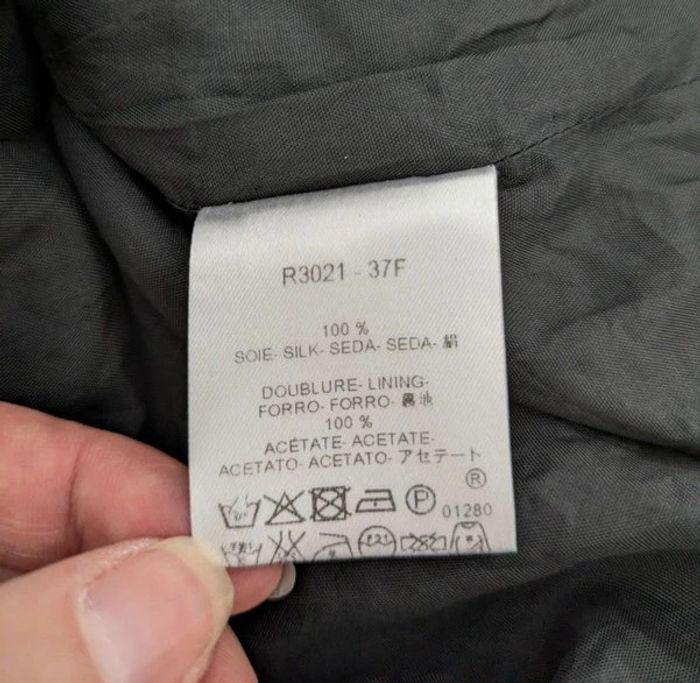 R3021 - 37F
100 %
SOIE- SILK- SEDA- SEDA- 絹
DOUBLURE- LINING-
FORRO- FORRO- 裏地
100 %
ACÉTATE- ACETATE-
ACETATO- ACETATO- アセテート
®
P
01280